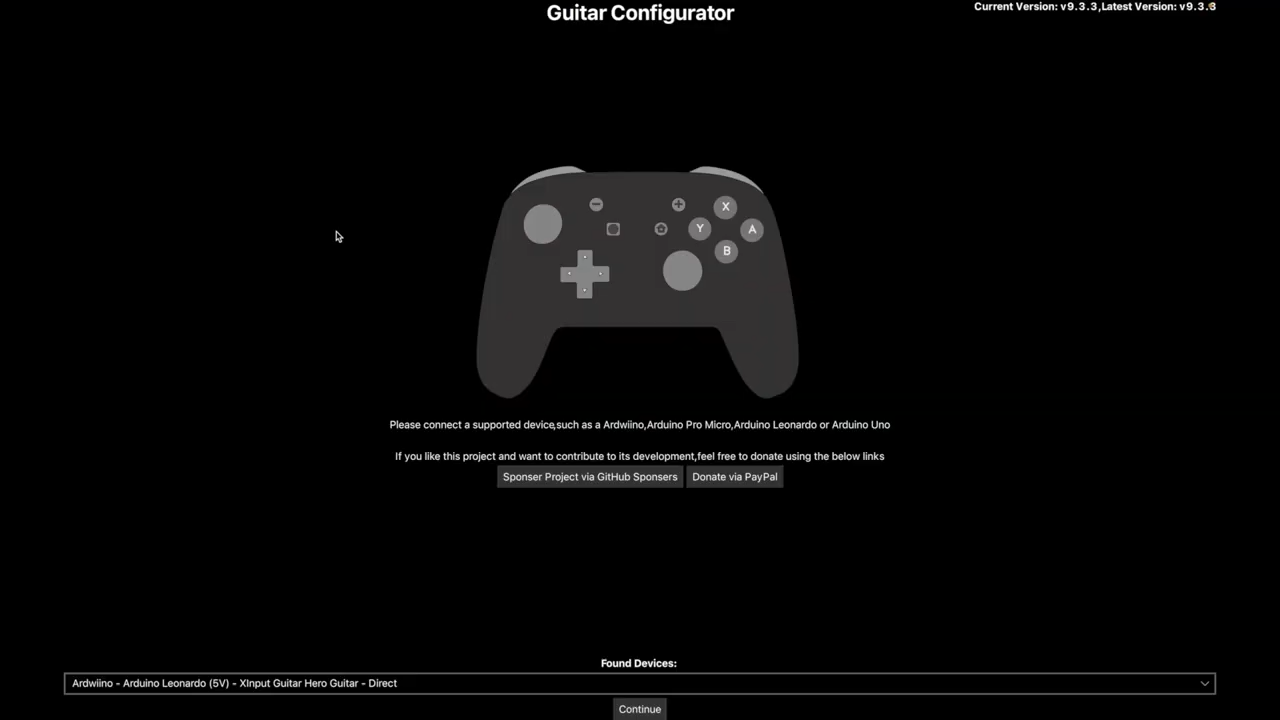 Guitar Configurator
Current Version: v9.3.3,Latest Version: v9.3.3
X
Y
A
B
Please connect a supported device,such as a Ardwiino,Arduino Pro Micro,Arduino Leonardo or Arduino Uno
If you like this project and want to contribute to its development,feel free to donate using the below links
Sponser Project via GitHub Sponsers
Donate via PayPal
Found Devices:
Ardwiino - Arduino Leonardo (5V) - XInput Guitar Hero Guitar - Direct
Continue